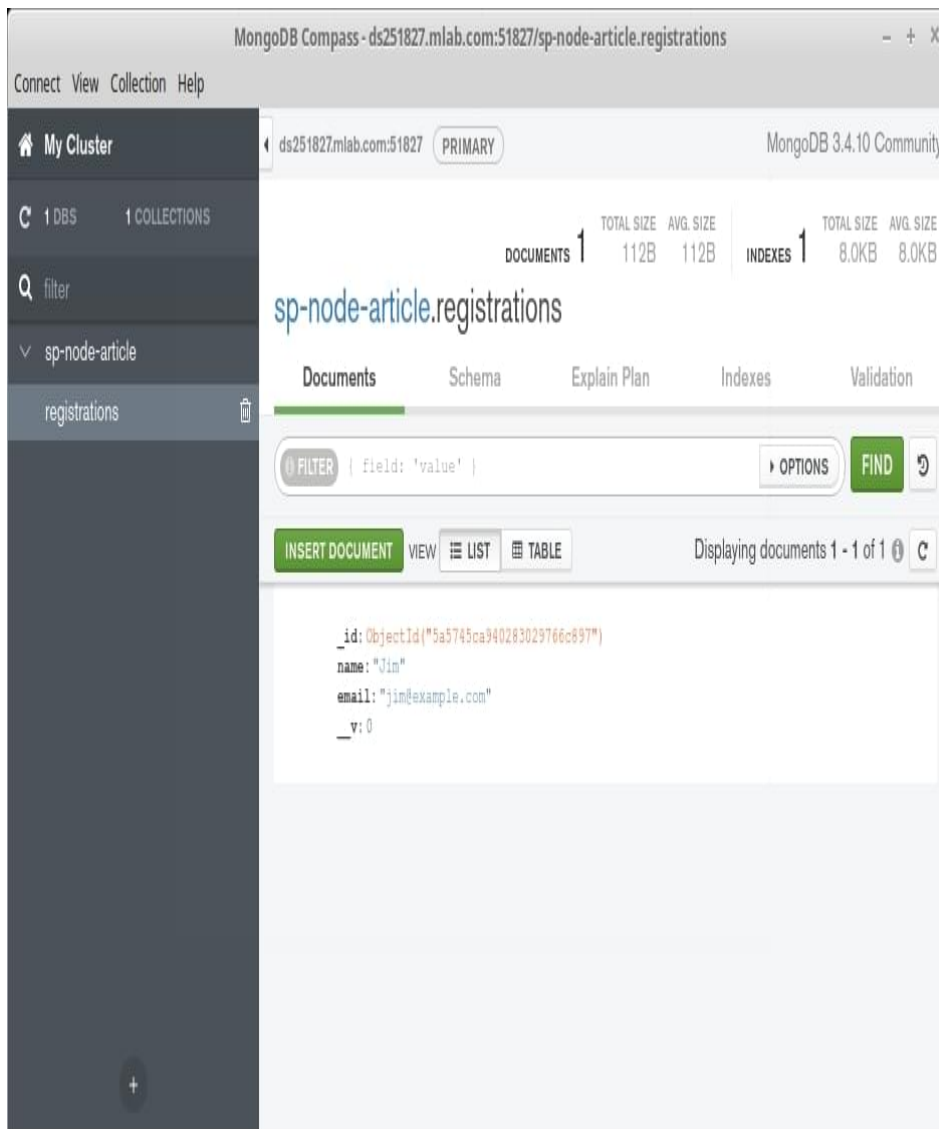 MongoDB Compass - ds251827.mlab.com:51827/sp-node-article.registrations
Connect View Collection Help
My Cluster
ds251827.mlab.com:51827 PRIMARY MongoDB 3.4.10 Community
1 DBS 1 COLLECTIONS
DOCUMENTS 1 TOTAL SIZE 112B AVG. SIZE 112B INDEXES 1 TOTAL SIZE 8.0KB AVG. SIZE 8.0KB
filter
sp-node-article.registrations
sp-node-article
registrations
Documents Schema Explain Plan Indexes Validation
FILTER { field: 'value' } OPTIONS FIND
INSERT DOCUMENT VIEW LIST TABLE Displaying documents 1 - 1 of 1
_id: ObjectId("5a5745ca940283029766c897")
name: "Jim"
email: "jim@example.com"
__v: 0